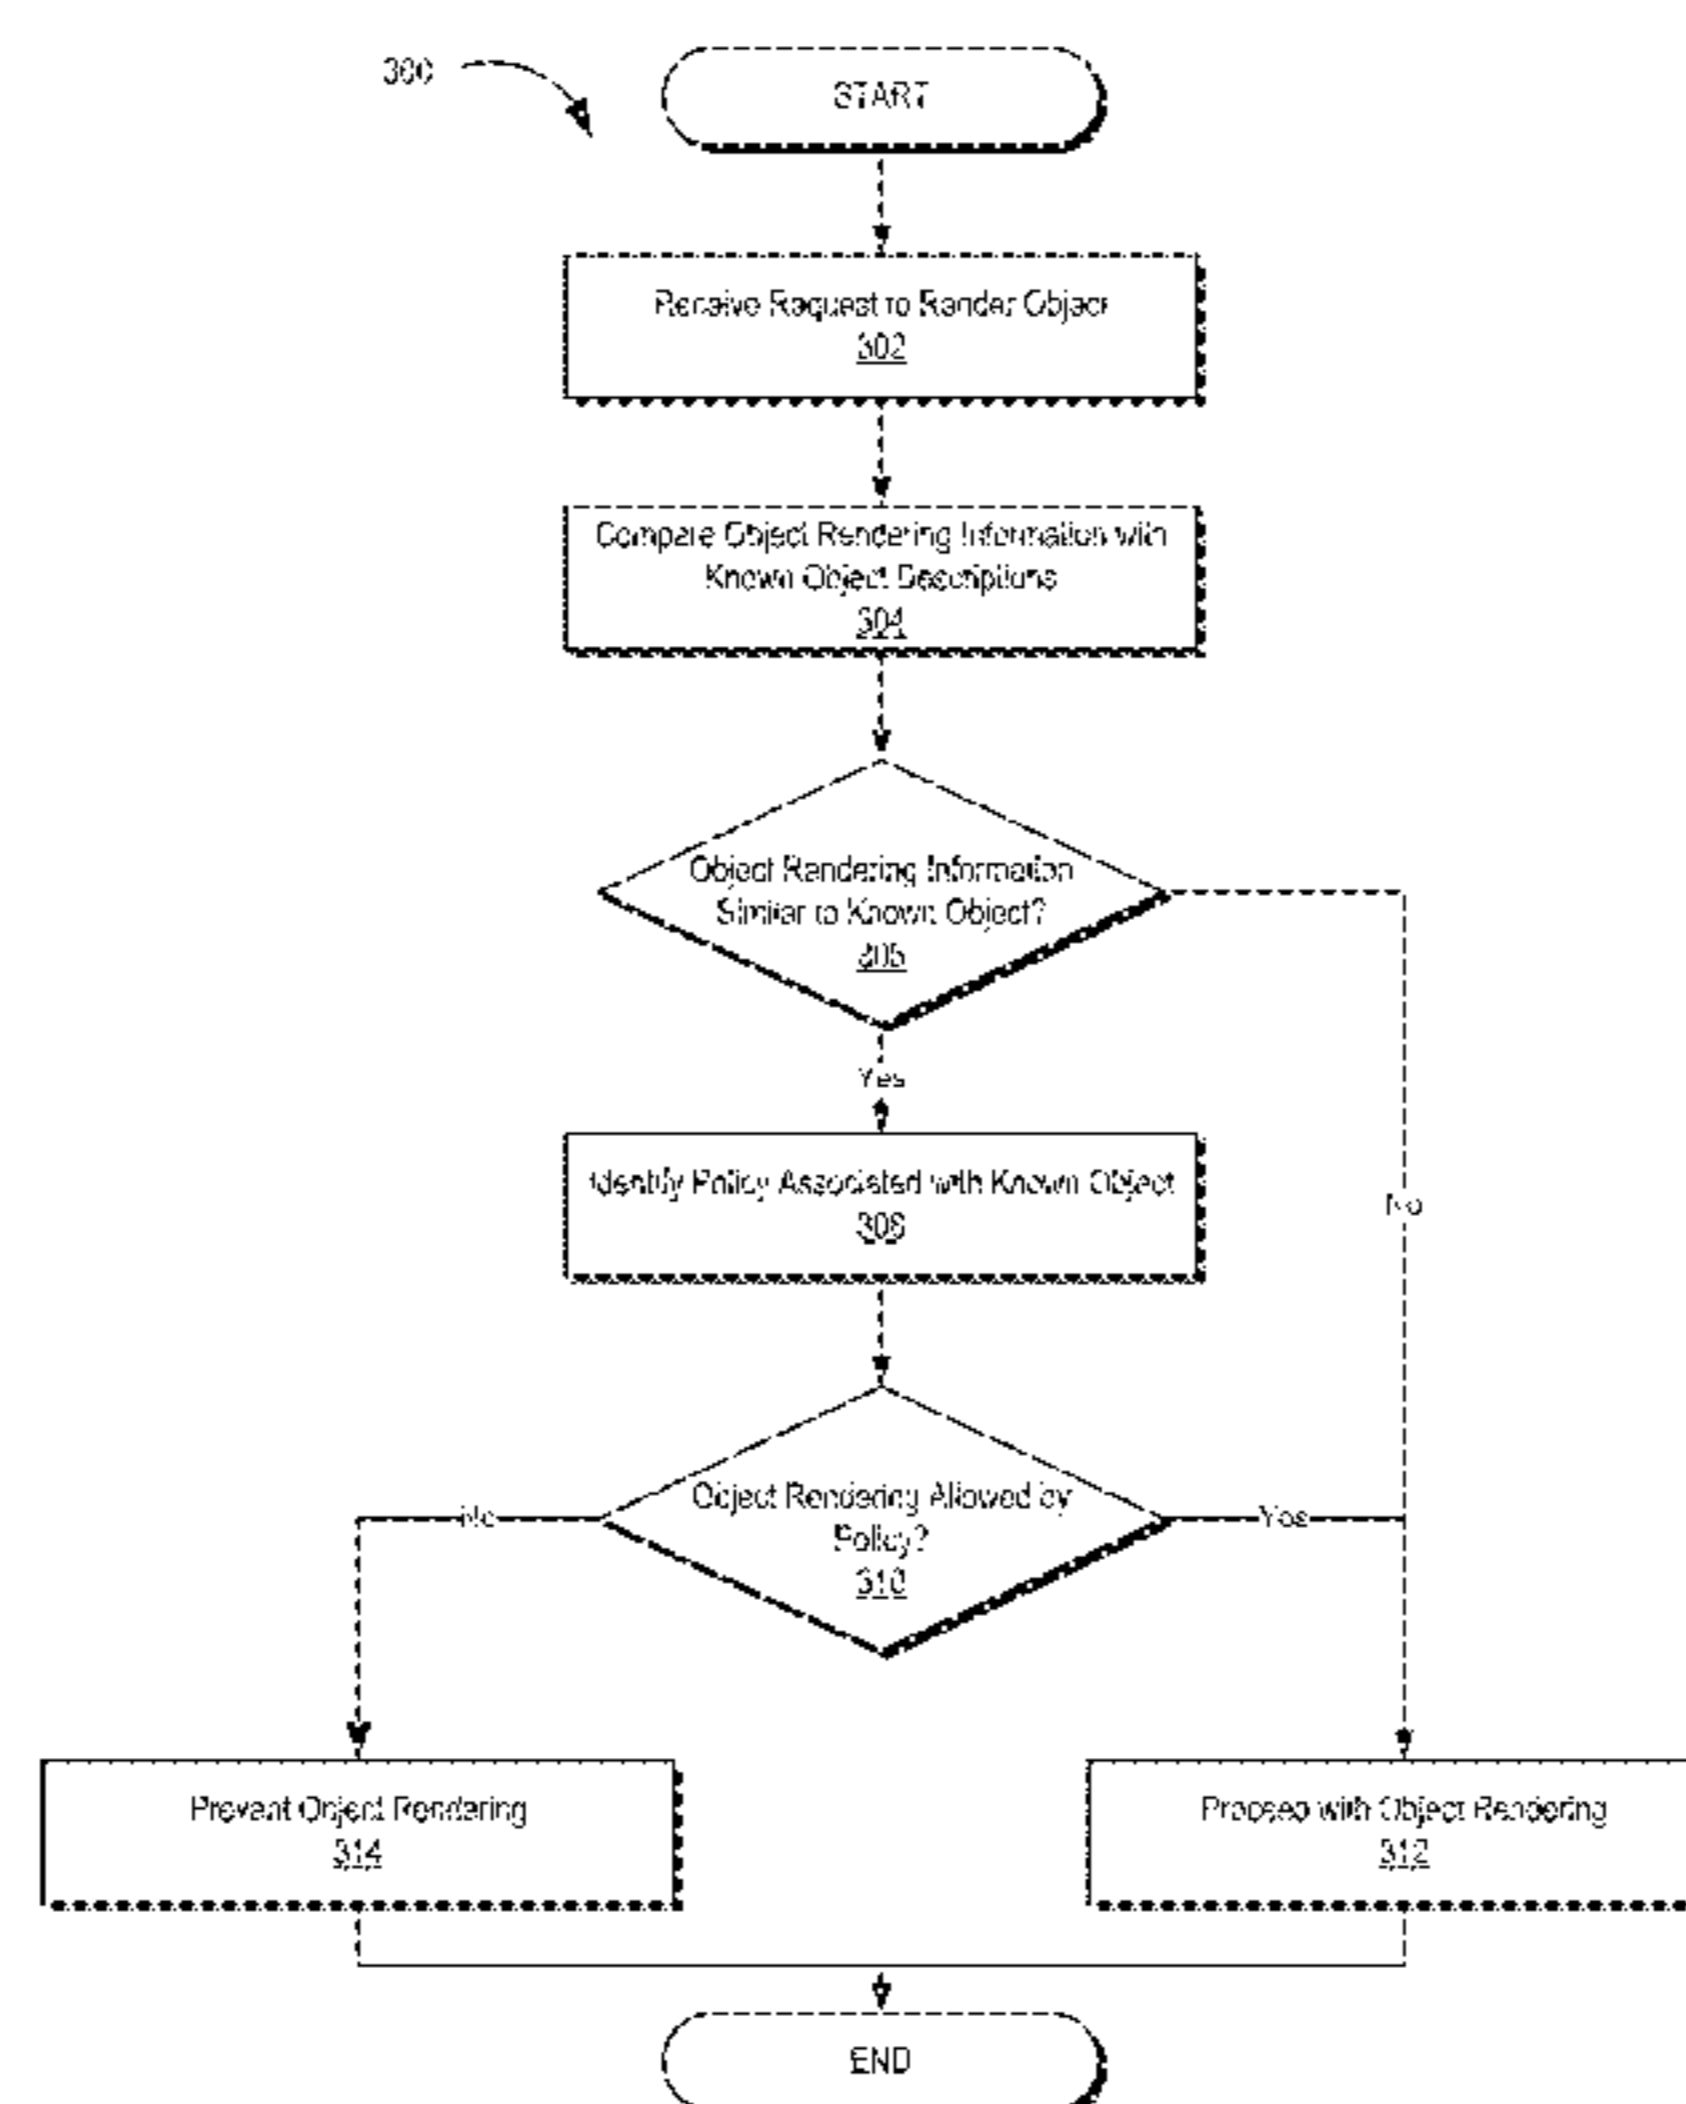 300
START
Receive Request to Render Object
302
Compare Object Rendering Information with
Known Object Descriptions
304
Object Rendering Information
Similar to Known Object?
Yes
Identify Policy Associated with Known Object
No
Object Rendering Allowed by
Policy?
310
No
Yes
Prevent Object Rendering
314
Proceed with Object Rendering
312
END